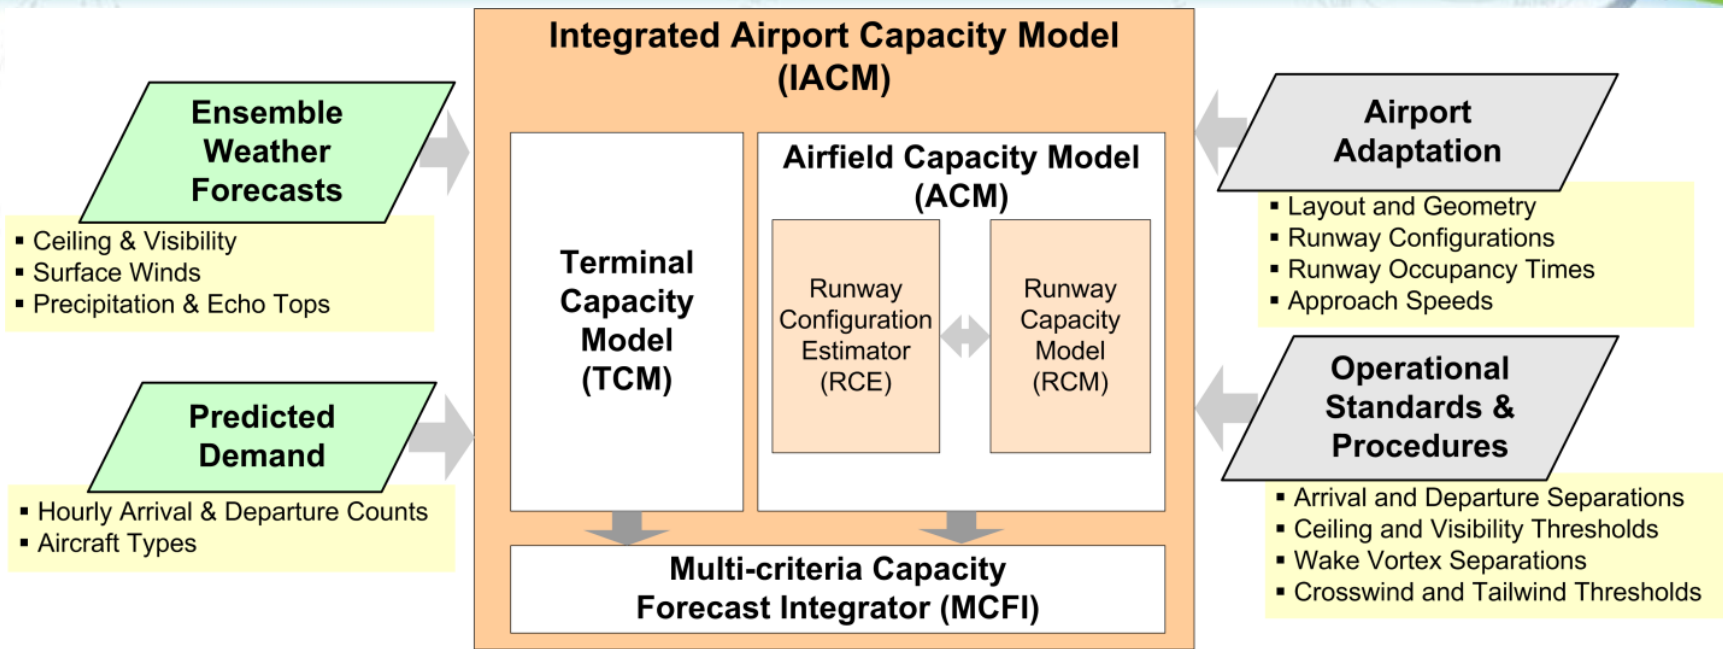 Integrated Airport Capacity Model
(IACM)
Ensemble
Weather
Forecasts
▪ Ceiling & Visibility
▪ Surface Winds
▪ Precipitation & Echo Tops
Predicted
Demand
▪ Hourly Arrival & Departure Counts
▪ Aircraft Types
Terminal
Capacity
Model
(TCM)
Airfield Capacity Model
(ACM)
Runway
Configuration
Estimator
(RCE)
Runway
Capacity
Model
(RCM)
Multi-criteria Capacity
Forecast Integrator (MCFI)
Airport
Adaptation
▪ Layout and Geometry
▪ Runway Configurations
▪ Runway Occupancy Times
▪ Approach Speeds
Operational
Standards &
Procedures
▪ Arrival and Departure Separations
▪ Ceiling and Visibility Thresholds
▪ Wake Vortex Separations
▪ Crosswind and Tailwind Thresholds